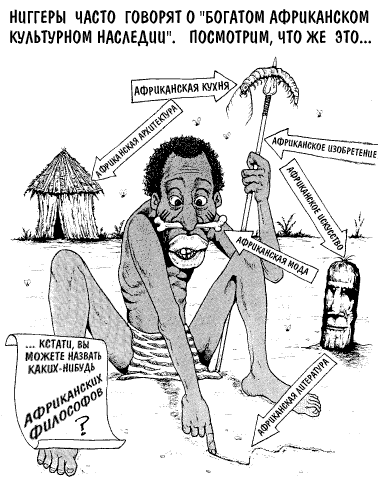 НИГГЕРЫ ЧАСТО ГОВОРЯТ О "БОГАТОМ АФРИКАНСКОМ
КУЛЬТУРНОМ НАСЛЕДИИ". ПОСМОТРИМ, ЧТО ЖЕ ЭТО...
АФРИКАНСКАЯ КУХНЯ
АФРИКАНСКАЯ АРХИТЕКТУРА
АФРИКАНСКОЕ ИЗОБРЕТЕНИЕ
АФРИКАНСКОЕ ИСКУССТВО
АФРИКАНСКАЯ МОДА
АФРИКАНСКАЯ ЛИТЕРАТУРА
... КСТАТИ, ВЫ
МОЖЕТЕ НАЗВАТЬ
КАКИХ-НИБУДЬ
АФРИКАНСКИХ
ФИЛОСОФОВ
?